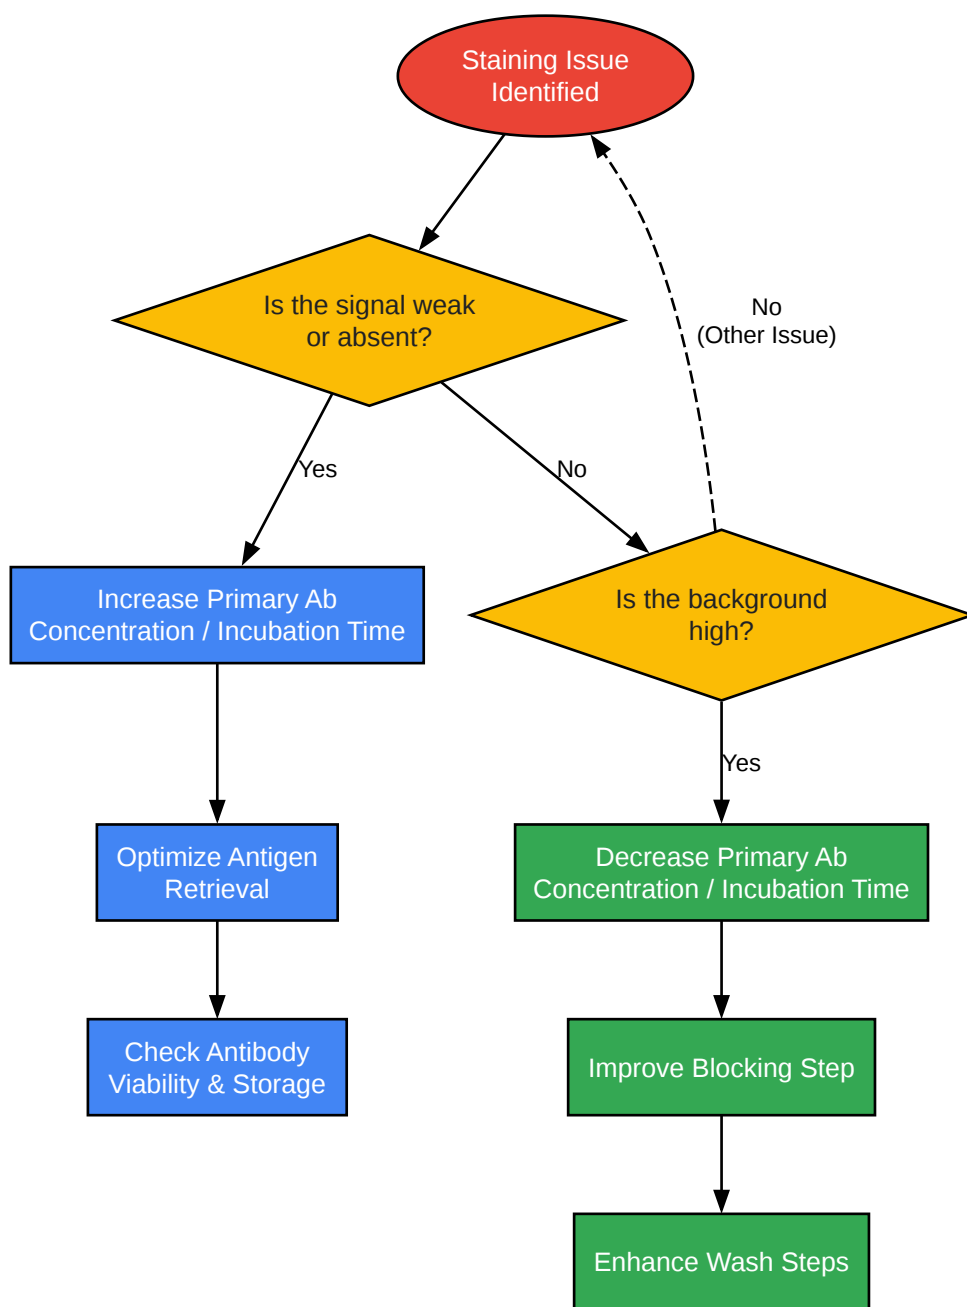 Staining Issue
Identified
Is the signal weak
or absent?
No
(Other Issue)
Yes
No
Increase Primary Ab
Concentration / Incubation Time
Is the background
high?
Yes
Optimize Antigen
Retrieval
Decrease Primary Ab
Concentration / Incubation Time
Check Antibody
Viability & Storage
Improve Blocking Step
Enhance Wash Steps